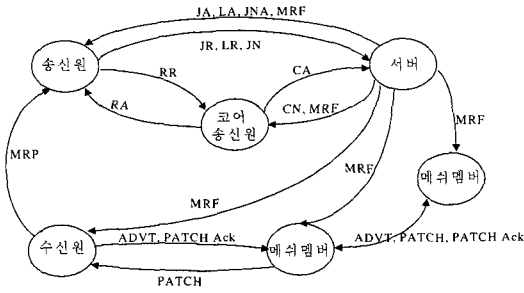 JA, LA, JNA, MRF
JR, LR, JN
송신원
서버
RR
CA
RA
코어
송신원
CN, MRF
MRF
MRP
MRF
MRF
메쉬멤버
수신원
ADVT, PATCH Ack
메쉬멤버
ADVT, PATCH, PATCH Ack
PATCH